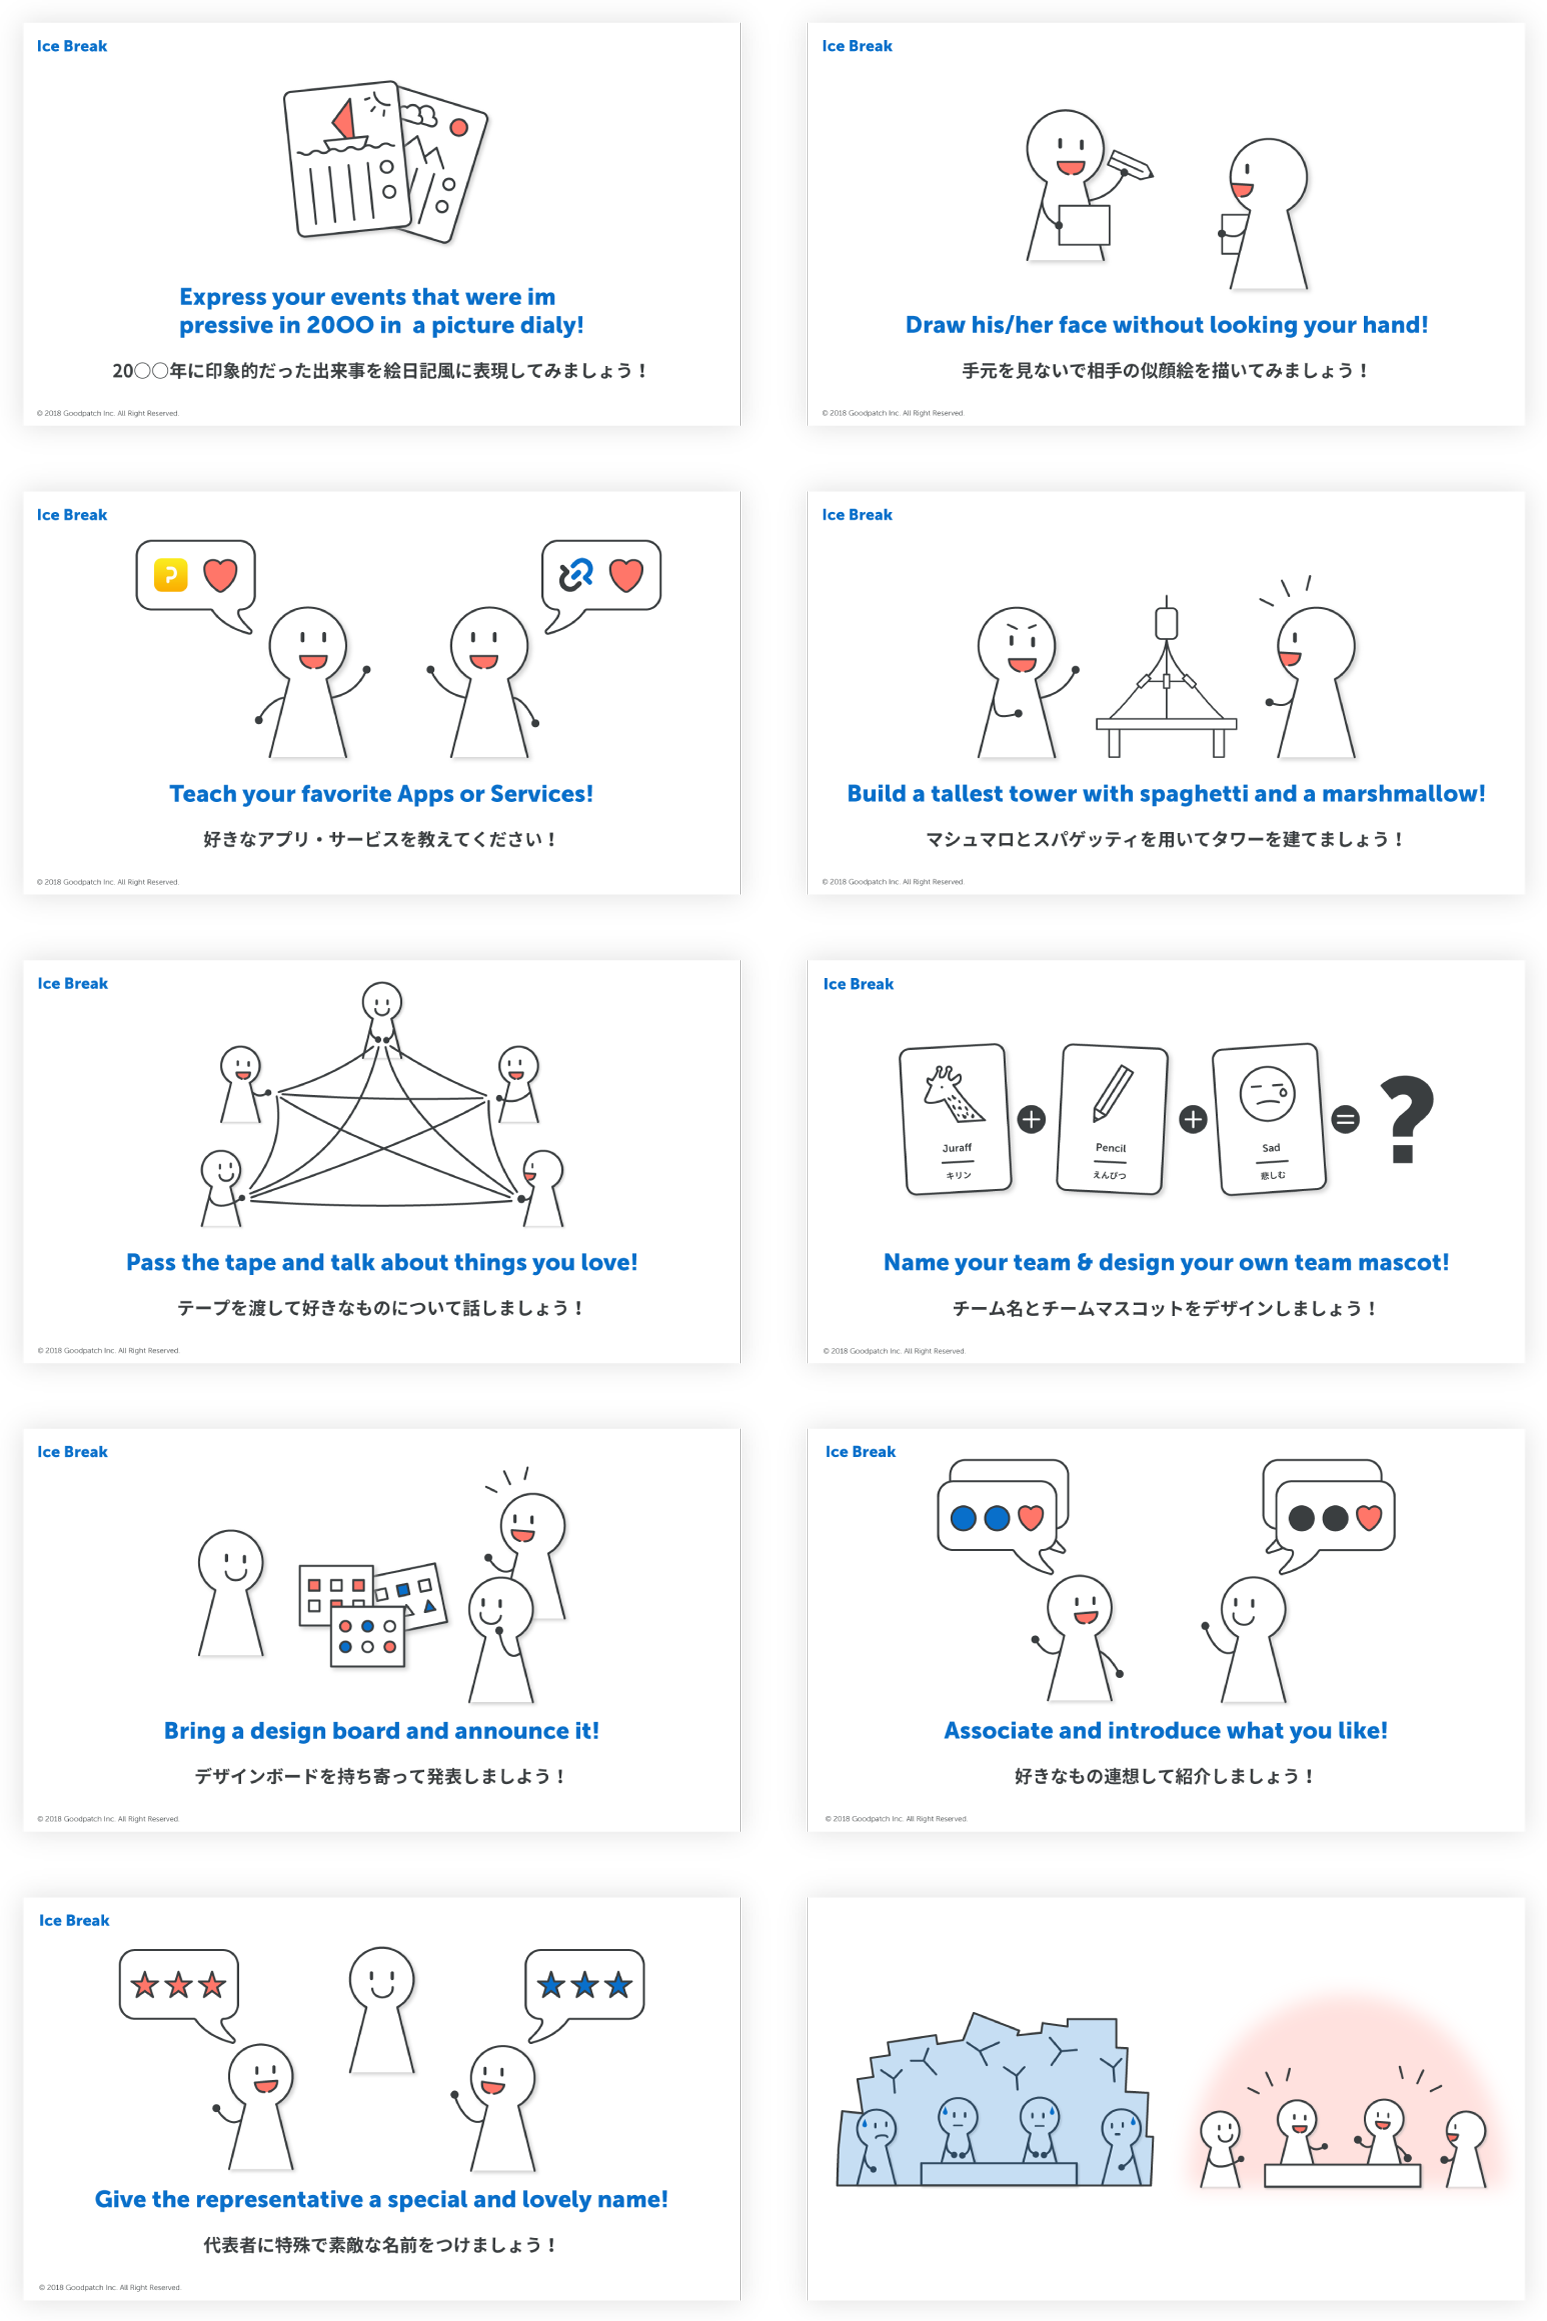 Ice Break
Express your events that were im
pressive in 20OO in  a picture dialy!
20〇〇年に印象的だった出来事を絵日記風に表現してみましょう！
© 2018 Goodpatch Inc. All Right Reserved.
Ice Break
Draw his/her face without looking your hand!
手元を見ないで相手の似顔絵を描いてみましょう！
© 2018 Goodpatch Inc. All Right Reserved.
Ice Break
Teach your favorite Apps or Services!
好きなアプリ・サービスを教えてください！
© 2018 Goodpatch Inc. All Right Reserved.
Ice Break
Build a tallest tower with spaghetti and a marshmallow!
マシュマロとスパゲッティを用いてタワーを建てましょう！
© 2018 Goodpatch Inc. All Right Reserved.
Ice Break
Pass the tape and talk about things you love!
テープを渡して好きなものについて話しましょう！
© 2018 Goodpatch Inc. All Right Reserved.
Ice Break
Juraff
キリン
+
Pencil
えんぴつ
+
Sad
悲しむ
=
?
Name your team & design your own team mascot!
チーム名とチームマスコットをデザインしましょう！
© 2018 Goodpatch Inc. All Right Reserved.
Ice Break
Bring a design board and announce it!
デザインボードを持ち寄って発表しましよう！
© 2018 Goodpatch Inc. All Right Reserved.
Ice Break
Associate and introduce what you like!
好きなもの連想して紹介しましょう！
© 2018 Goodpatch Inc. All Right Reserved.
Ice Break
Give the representative a special and lovely name!
代表者に特殊で素敵な名前をつけましょう！
© 2018 Goodpatch Inc. All Right Reserved.